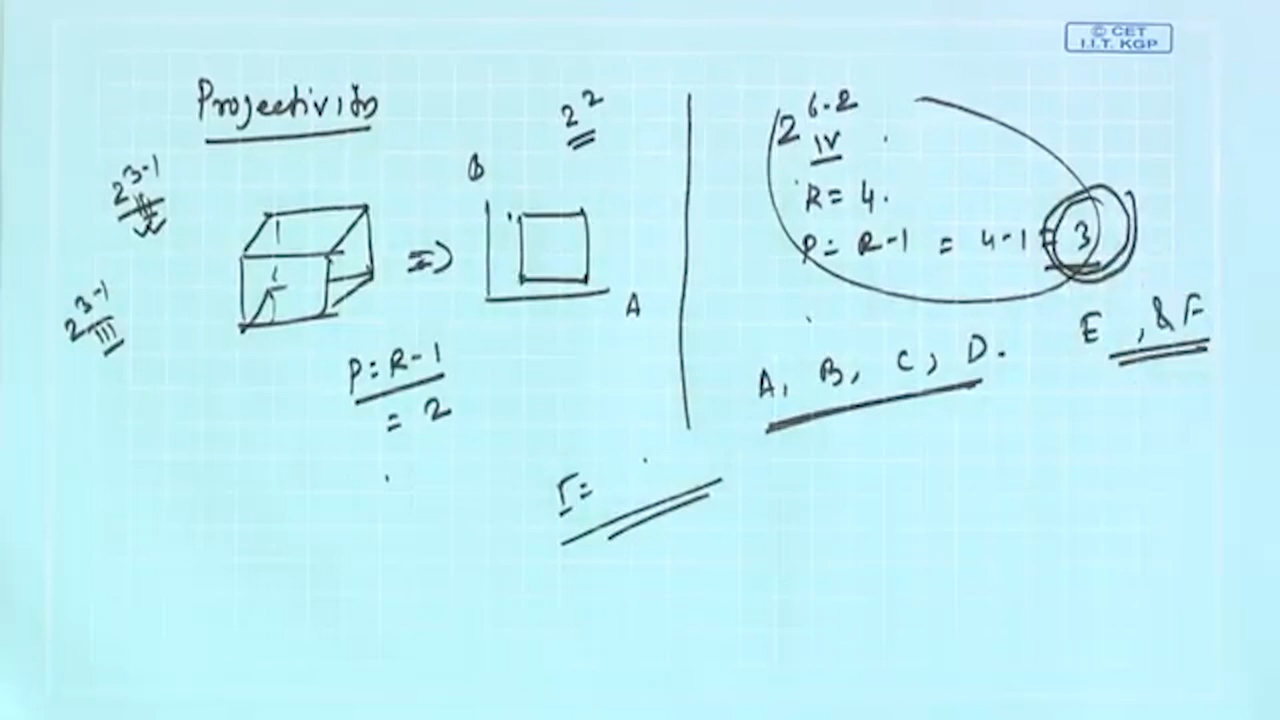 © CET
I.I.T. KGP
Projectivity
2^2
2^{3-1}
B
A
2^{3-1}_{III}
P = R-1
= 2
2^{6-2}_{IV}
R = 4.
P = R-1 = 4-1 = 3
A, B, C, D.
E, & F
I =